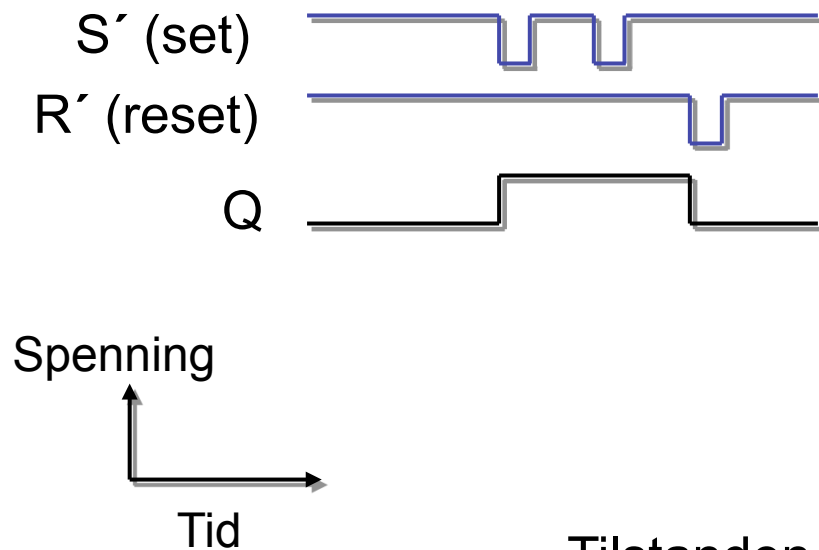 S´ (set)
R´ (reset)
Q
Spenning
Tid
Tilstanden